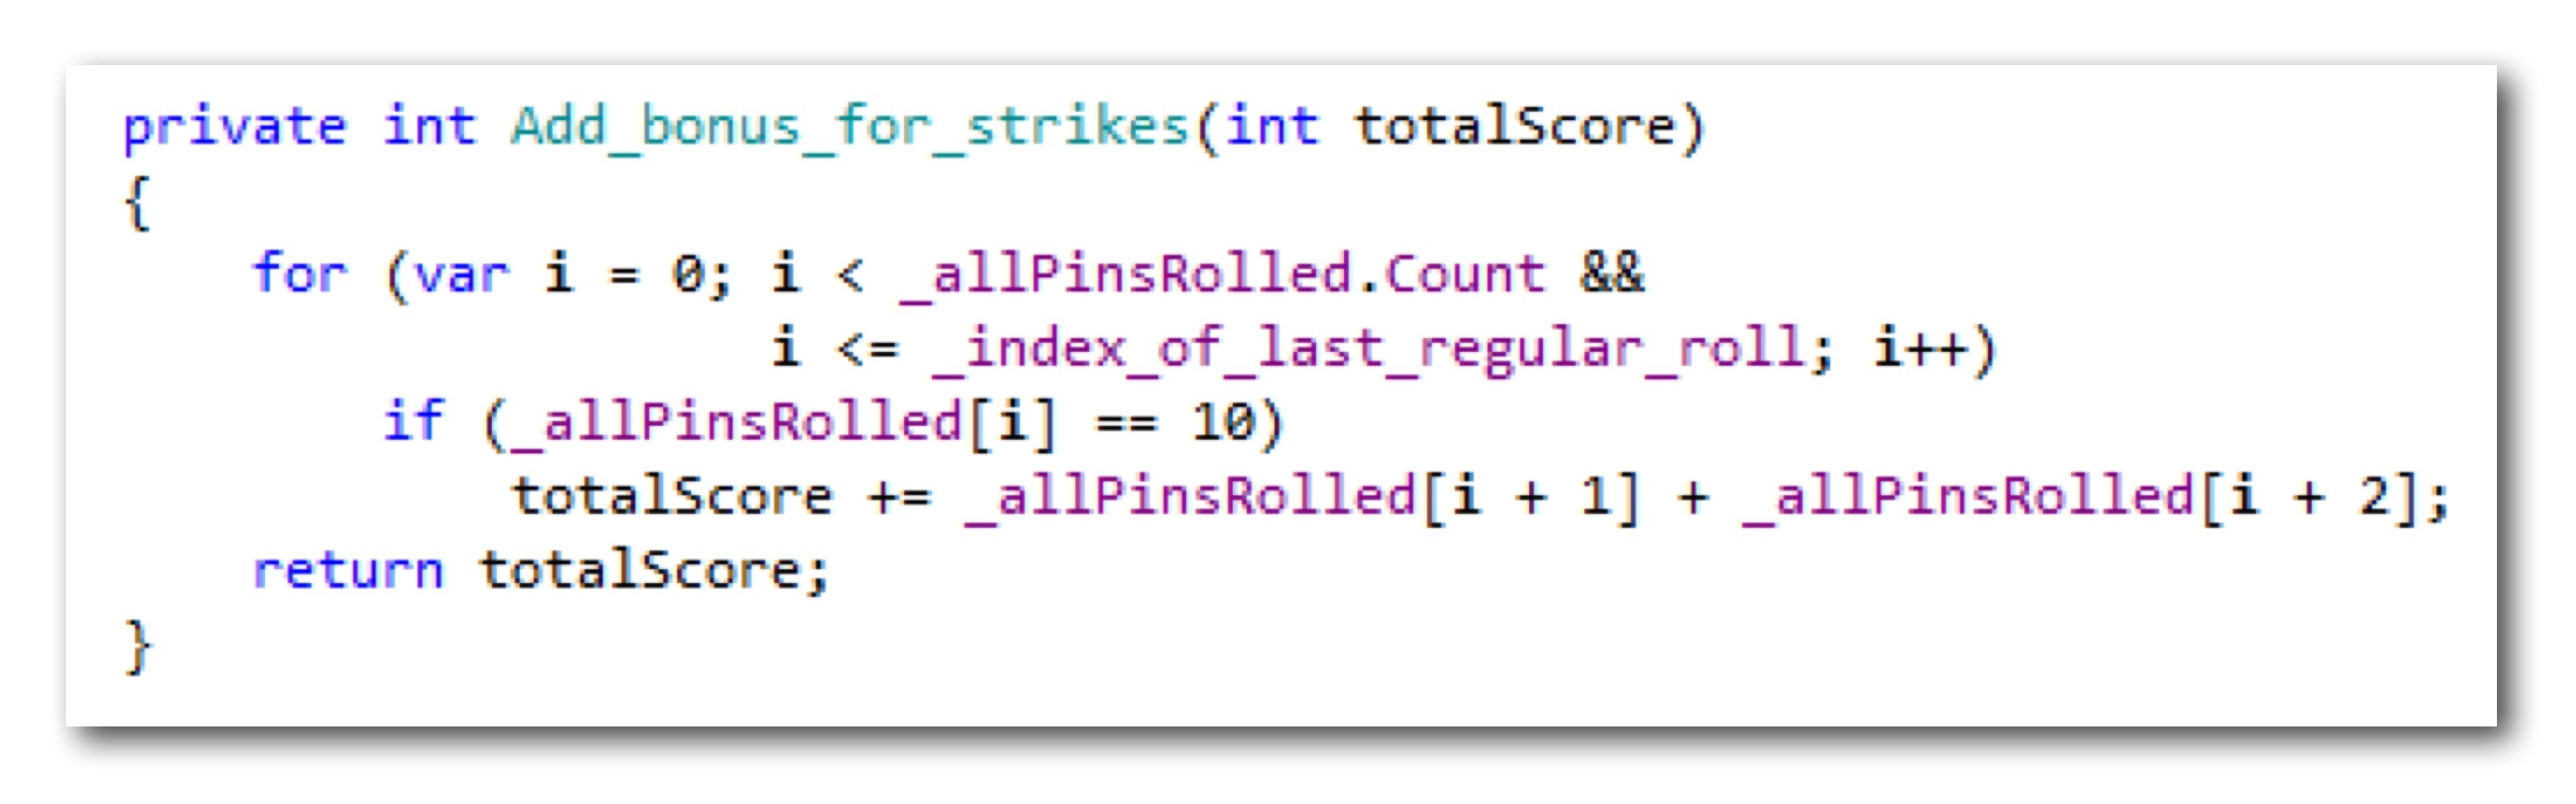 private int Add_bonus_for_strikes(int totalScore)
{
    for (var i = 0; i < _allPinsRolled.Count &&
                    i <= _index_of_last_regular_roll; i++)
        if (_allPinsRolled[i] == 10)
            totalScore += _allPinsRolled[i + 1] + _allPinsRolled[i + 2];
    return totalScore;
}